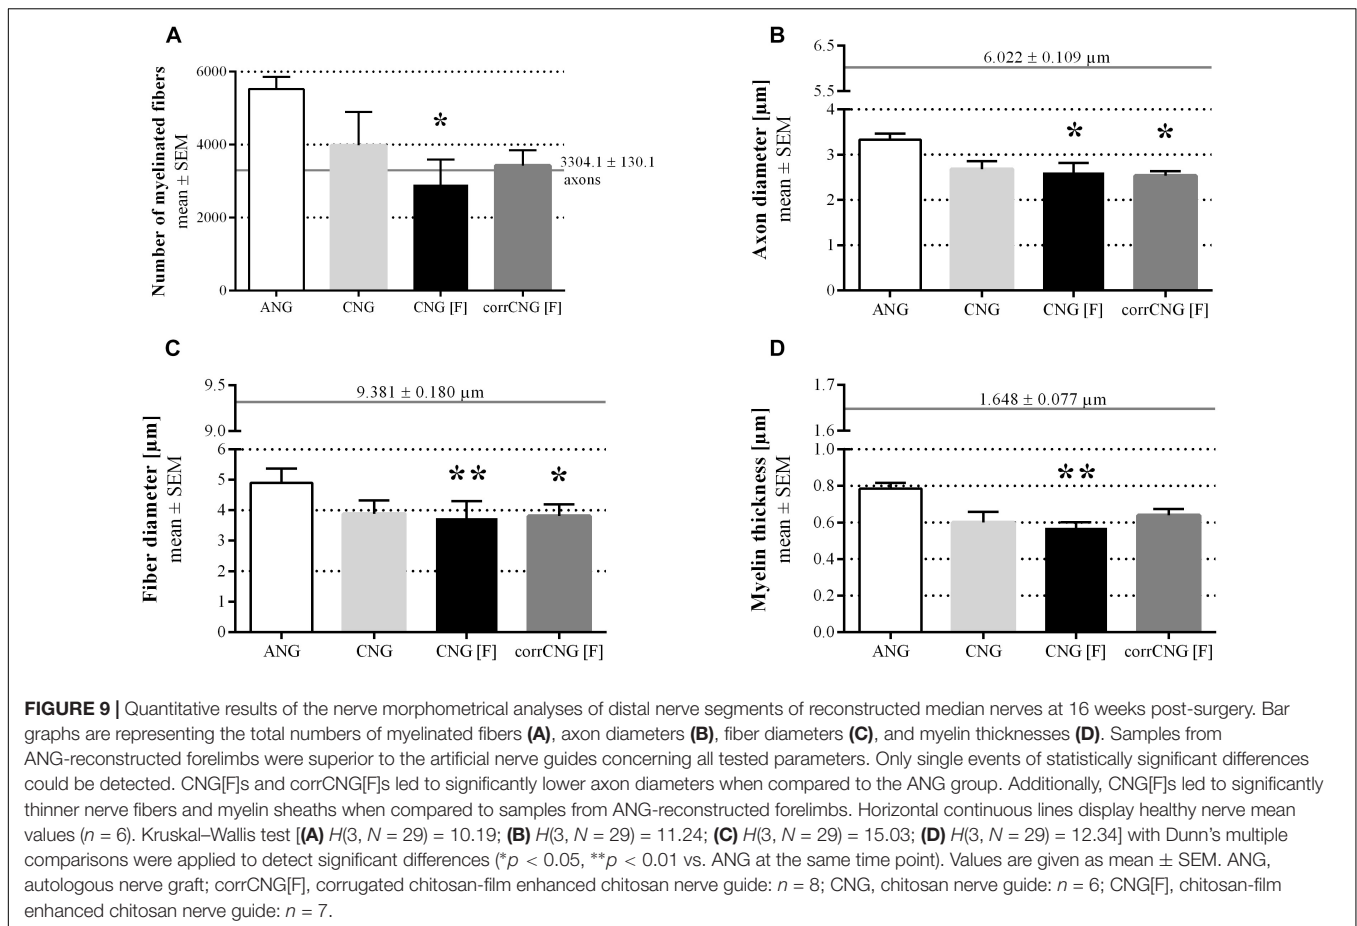 A
Number of myelinated fibers
mean ± SEM
6000
4000
2000
0
*
3304.1 ± 130.1
axons
ANG CNG CNG [F] corrCNG [F]
B
Axon diameter [µm]
mean ± SEM
6.5
5.5
4
3
2
1
0
6.022 ± 0.109 µm
* *
ANG CNG CNG [F] corrCNG [F]
C
Fiber diameter [µm]
mean ± SEM
9.5
9.0
6
5
4
3
2
1
0
9.381 ± 0.180 µm
** *
ANG CNG CNG [F] corrCNG [F]
D
Myelin thickness [µm]
mean ± SEM
1.7
1.6
1.0
0.8
0.6
0.4
0.2
0.0
1.648 ± 0.077 µm
**
ANG CNG CNG [F] corrCNG [F]
FIGURE 9 | Quantitative results of the nerve morphometrical analyses of distal nerve segments of reconstructed median nerves at 16 weeks post-surgery. Bar
graphs are representing the total numbers of myelinated fibers (A), axon diameters (B), fiber diameters (C), and myelin thicknesses (D). Samples from
ANG-reconstructed forelimbs were superior to the artificial nerve guides concerning all tested parameters. Only single events of statistically significant differences
could be detected. CNG[F]s and corrCNG[F]s led to significantly lower axon diameters when compared to the ANG group. Additionally, CNG[F]s led to significantly
thinner nerve fibers and myelin sheaths when compared to samples from ANG-reconstructed forelimbs. Horizontal continuous lines display healthy nerve mean
values (n = 6). Kruskal–Wallis test [(A) H(3, N = 29) = 10.19; (B) H(3, N = 29) = 11.24; (C) H(3, N = 29) = 15.03; (D) H(3, N = 29) = 12.34] with Dunn's multiple
comparisons were applied to detect significant differences (*p < 0.05, **p < 0.01 vs. ANG at the same time point). Values are given as mean ± SEM. ANG,
autologous nerve graft; corrCNG[F], corrugated chitosan-film enhanced chitosan nerve guide: n = 8; CNG, chitosan nerve guide: n = 6; CNG[F], chitosan-film
enhanced chitosan nerve guide: n = 7.